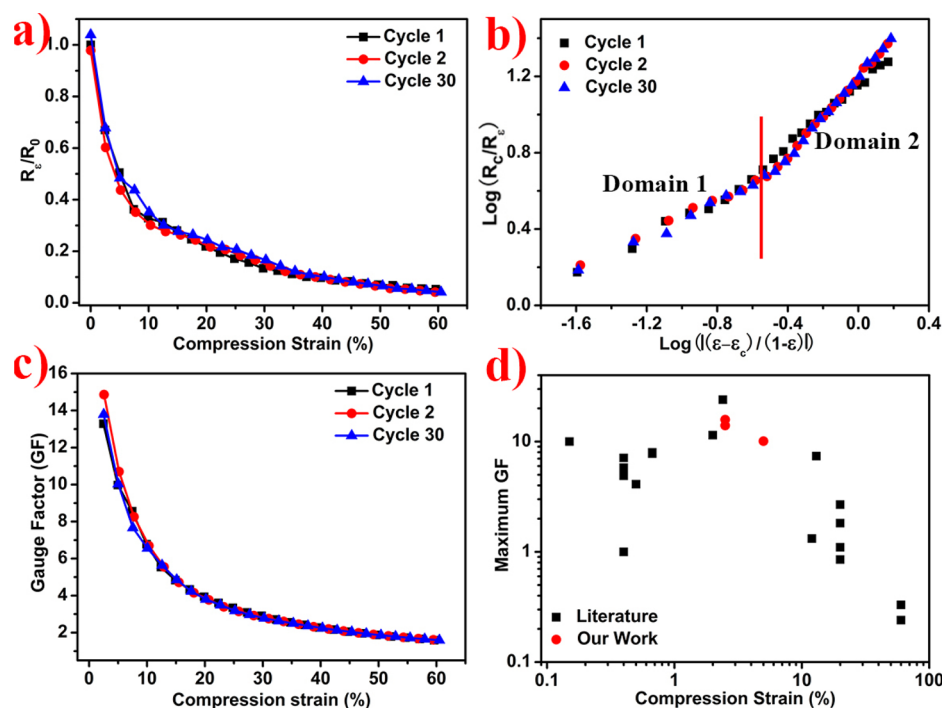 a)
Cycle 1
Cycle 2
Cycle 30
Rε/R0
1.0
0.8
0.6
0.4
0.2
0.0
0 10 20 30 40 50 60
Compression Strain (%)
b)
Cycle 1
Cycle 2
Cycle 30
Domain 1
Domain 2
Log (Rc/Rε)
1.2
0.8
0.4
0.0
-1.6 -1.2 -0.8 -0.4 0.0 0.4
Log (|(ε-εc)/(1-ε)|)
c)
Cycle 1
Cycle 2
Cycle 30
Gauge Factor (GF)
16
14
12
10
8
6
4
2
0 10 20 30 40 50 60
Compression strain (%)
d)
Maximum GF
10
1
0.1
Literature
Our Work
0.1 1 10 100
Compression Strain (%)